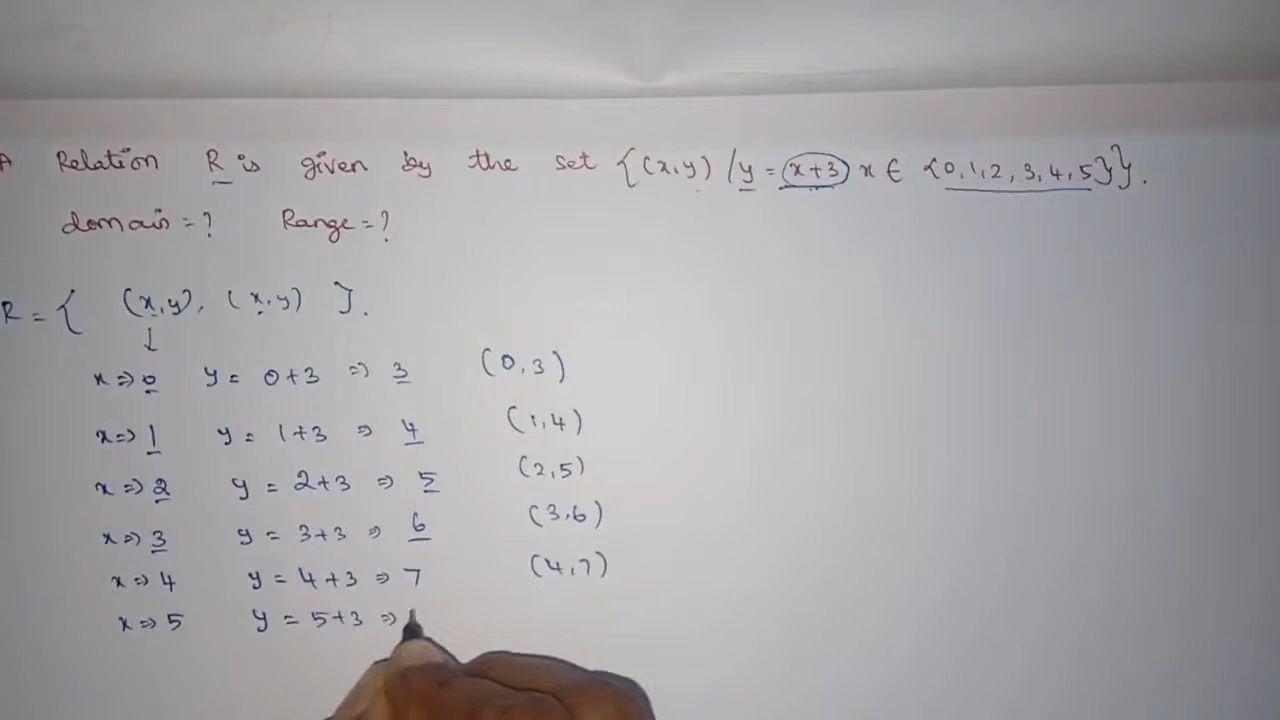 A Relation R is given by the set {(x,y) / y = x+3 x ∈ {0,1,2,3,4,5}}.
domain = ? Range = ?
R = { (x,y), (x,y) }.
↓
x ⇒ 0 y = 0+3 ⇒ 3 (0,3)
x ⇒ 1 y = 1+3 ⇒ 4 (1,4)
x ⇒ 2 y = 2+3 ⇒ 5 (2,5)
x ⇒ 3 y = 3+3 ⇒ 6 (3,6)
x ⇒ 4 y = 4+3 ⇒ 7 (4,7)
x ⇒ 5 y = 5+3 ⇒